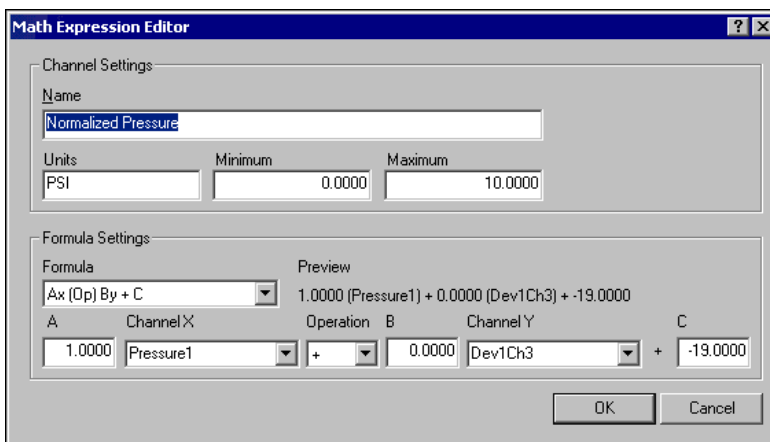 Math Expression Editor
Channel Settings
Name
Normalized Pressure
Units Minimum Maximum
PSI 0.0000 10.0000
Formula Settings
Formula Preview
Ax (Op) By + C 1.0000 (Pressure1) + 0.0000 (Dev1Ch3) + -19.0000
A Channel X Operation B Channel Y C
1.0000 Pressure1 + 0.0000 Dev1Ch3 + -19.0000
OK Cancel